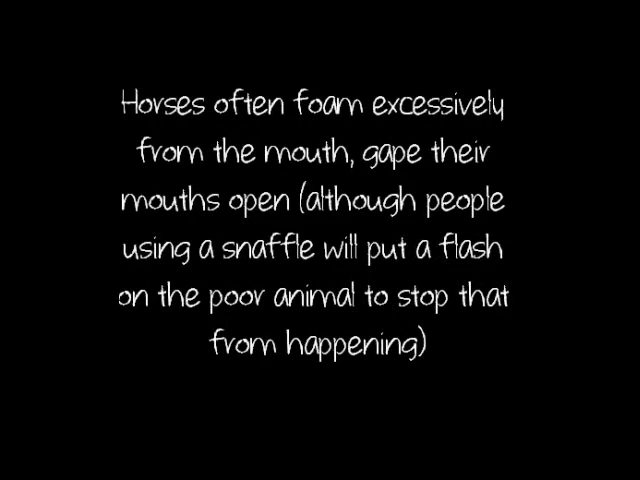 Horses often foam excessively
from the mouth, gape their
mouths open (although people
using a snaffle will put a flash
on the poor animal to stop that
from happening)